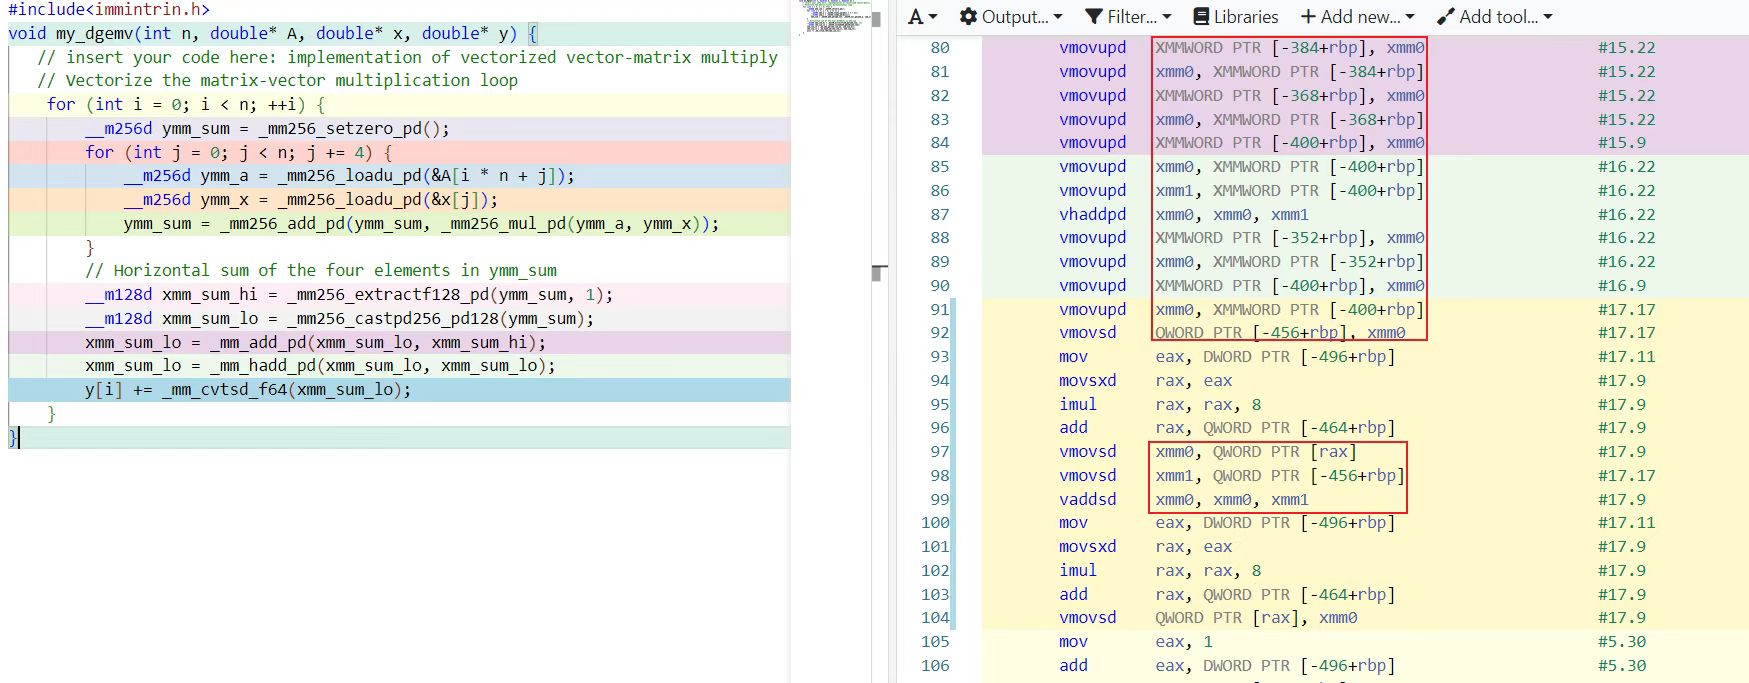 #include<immintrin.h>
void my_dgemv(int n, double* A, double* x, double* y) {
// insert your code here: implementation of vectorized vector-matrix multiply
// Vectorize the matrix-vector multiplication loop
for (int i = 0; i < n; ++i) {
__m256d ymm_sum = _mm256_setzero_pd();
for (int j = 0; j < n; j += 4) {
__m256d ymm_a = _mm256_loadu_pd(&A[i * n + j]);
__m256d ymm_x = _mm256_loadu_pd(&x[j]);
ymm_sum = _mm256_add_pd(ymm_sum, _mm256_mul_pd(ymm_a, ymm_x));
}
// Horizontal sum of the four elements in ymm_sum
__m128d xmm_sum_hi = _mm256_extractf128_pd(ymm_sum, 1);
__m128d xmm_sum_lo = _mm256_castpd256_pd128(ymm_sum);
xmm_sum_lo = _mm_add_pd(xmm_sum_lo, xmm_sum_hi);
xmm_sum_lo = _mm_hadd_pd(xmm_sum_lo, xmm_sum_lo);
y[i] += _mm_cvtsd_f64(xmm_sum_lo);
}
}
A Output... Filter... Libraries + Add new... Add tool...
80 vmovupd XMMWORD PTR [-384+rbp], xmm0 #15.22
81 vmovupd xmm0, XMMWORD PTR [-384+rbp] #15.22
82 vmovupd XMMWORD PTR [-368+rbp], xmm0 #15.22
83 vmovupd xmm0, XMMWORD PTR [-368+rbp] #15.22
84 vmovupd XMMWORD PTR [-400+rbp], xmm0 #15.9
85 vmovupd xmm0, XMMWORD PTR [-400+rbp] #16.22
86 vmovupd xmm1, XMMWORD PTR [-400+rbp] #16.22
87 vhaddpd xmm0, xmm0, xmm1 #16.22
88 vmovupd XMMWORD PTR [-352+rbp], xmm0 #16.22
89 vmovupd xmm0, XMMWORD PTR [-352+rbp] #16.22
90 vmovupd XMMWORD PTR [-400+rbp], xmm0 #16.9
91 vmovupd xmm0, XMMWORD PTR [-400+rbp] #17.17
92 vmovsd QWORD PTR [-456+rbp], xmm0 #17.17
93 mov eax, DWORD PTR [-496+rbp] #17.11
94 movsxd rax, eax #17.9
95 imul rax, rax, 8 #17.9
96 add rax, QWORD PTR [-464+rbp] #17.9
97 vmovsd xmm0, QWORD PTR [rax] #17.9
98 vmovsd xmm1, QWORD PTR [-456+rbp] #17.17
99 vaddsd xmm0, xmm0, xmm1 #17.9
100 mov eax, DWORD PTR [-496+rbp] #17.11
101 movsxd rax, eax #17.9
102 imul rax, rax, 8 #17.9
103 add rax, QWORD PTR [-464+rbp] #17.9
104 vmovsd QWORD PTR [rax], xmm0 #17.9
105 mov eax, 1 #5.30
106 add eax, DWORD PTR [-496+rbp] #5.30